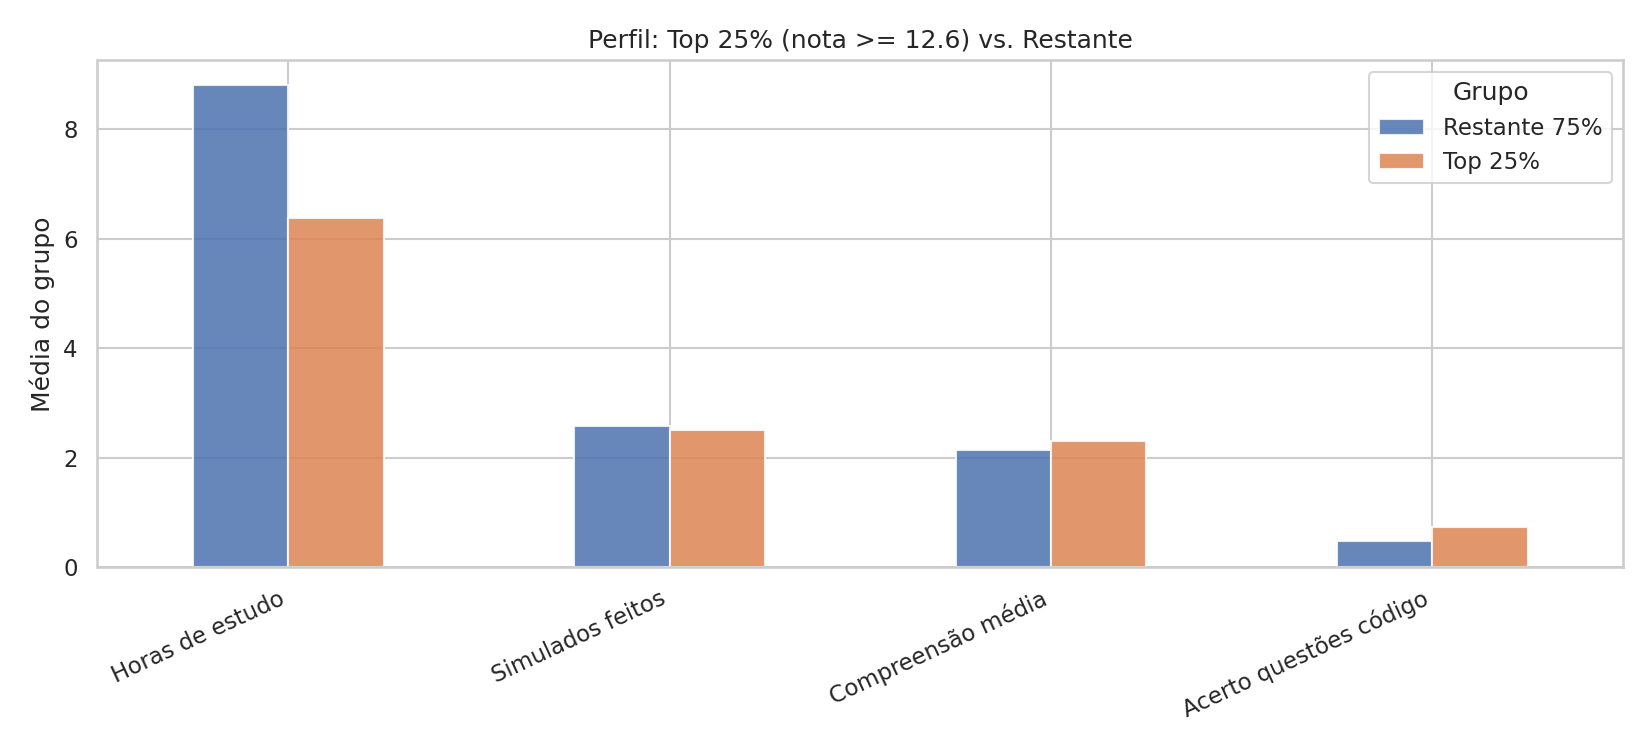 Perfil: Top 25% (nota >= 12.6) vs. Restante
Grupo
Restante 75%
Top 25%
Média do grupo
8
6
4
2
0
Horas de estudo
Simulados feitos
Compreensão média
Acerto questões código